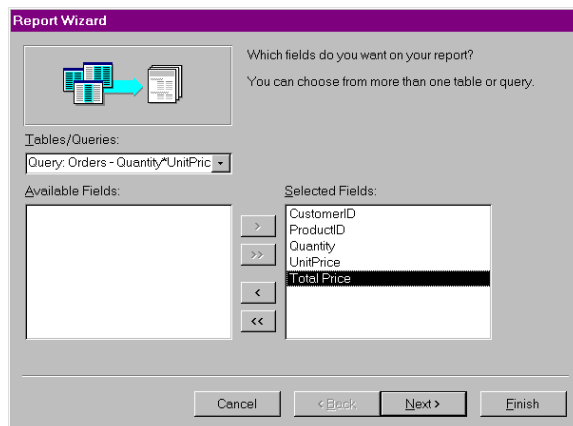 Report Wizard
Which fields do you want on your report?
You can choose from more than one table or query.
Tables/Queries:
Query: Orders - Quantity*UnitPric
Available Fields:
Selected Fields:
CustomerID
ProductID
Quantity
UnitPrice
Total Price
>
>>
<
<<
Cancel
< Back
Next >
Finish